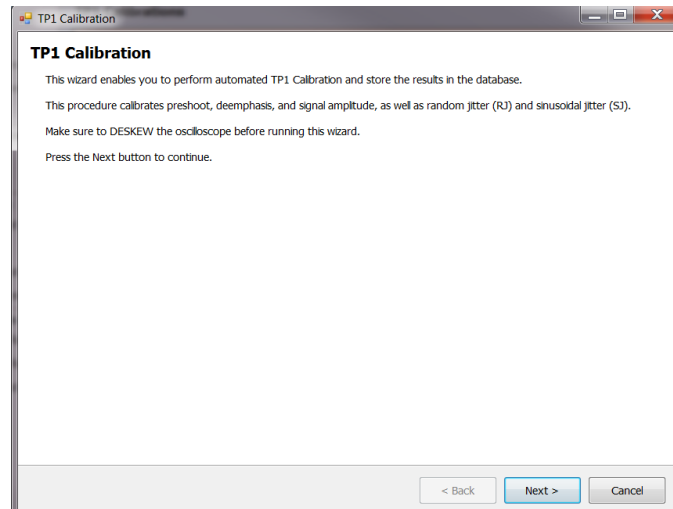 TP1 Calibration
TP1 Calibration
This wizard enables you to perform automated TP1 Calibration and store the results in the database.
This procedure calibrates preshoot, deemphasis, and signal amplitude, as well as random jitter (RJ) and sinusoidal jitter (SJ).
Make sure to DESKEW the oscilloscope before running this wizard.
Press the Next button to continue.
< Back Next > Cancel